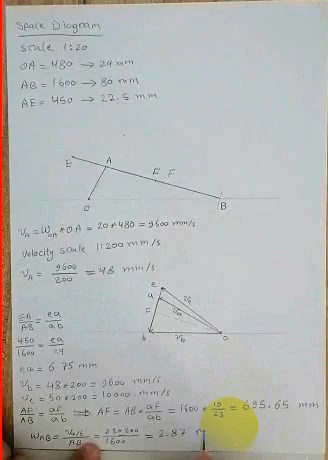 Space Diagram
Scale 1:20
OA = 480 → 24 mm
AB = 1600 → 80 mm
AE = 450 → 22.5 mm
E
A
F F
O
B
Va = WOA * OA = 20 * 480 = 9600 mm/s
Velocity scale 1:200 mm/s
Va = 9600/200 = 48 mm/s
e
a
F
Ve
b
Vb
o
EA/AB = ea/ab
450/1600 = ea/24
ea = 6.75 mm
Vb = 48 * 200 = 9600 mm/s
Ve = 50 * 200 = 10000 mm/s
AF/AB = af/ab ⟹ AF = AB * af/ab = 1600 * 10/23 = 695.65 mm
WAB = Va/b / AB = 23*200/1600 = 2.87 r